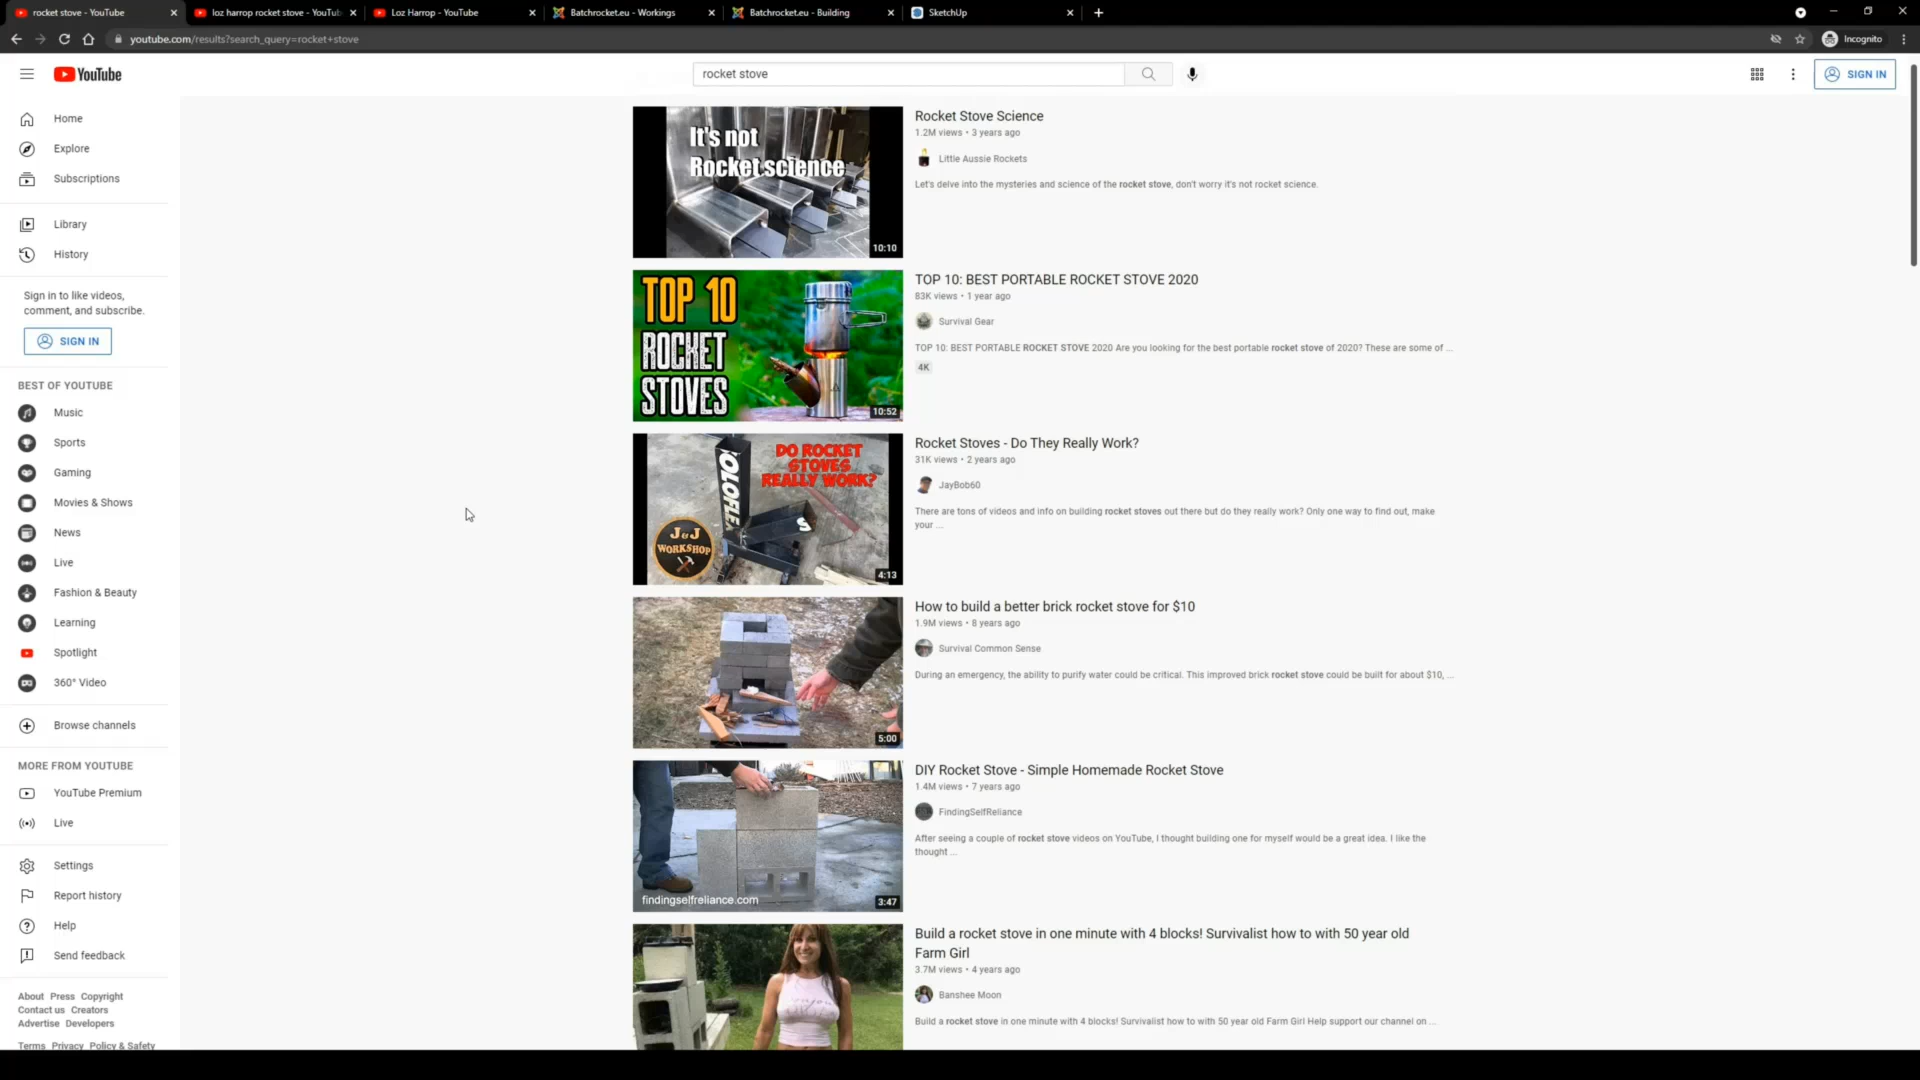 rocket stove - YouTube
loz harrop rocket stove - YouTub
Loz Harrop - YouTube
Batchrocket.eu - Workings
Batchrocket.eu - Building
SketchUp
youtube.com/results?search_query=rocket+stove
Incognito
YouTube
rocket stove
SIGN IN
Home
Explore
Subscriptions
Library
History
Sign in to like videos,
comment, and subscribe.
SIGN IN
BEST OF YOUTUBE
Music
Sports
Gaming
Movies & Shows
News
Live
Fashion & Beauty
Learning
Spotlight
360° Video
Browse channels
MORE FROM YOUTUBE
YouTube Premium
Live
Settings
Report history
Help
Send feedback
About Press Copyright
Contact us Creators
Advertise Developers
Terms Privacy Policy & Safety
It's not
Rocket science
10:10
Rocket Stove Science
1.2M views • 3 years ago
Little Aussie Rockets
Let's delve into the mysteries and science of the rocket stove, don't worry it's not rocket science.
TOP 10
ROCKET
STOVES
10:52
TOP 10: BEST PORTABLE ROCKET STOVE 2020
83K views • 1 year ago
Survival Gear
TOP 10: BEST PORTABLE ROCKET STOVE 2020 Are you looking for the best portable rocket stove of 2020? These are some of ...
4K
DO ROCKET
STOVES
REALLY WORK?
J&J
WORKSHOP
4:13
Rocket Stoves - Do They Really Work?
31K views • 2 years ago
JayBob60
There are tons of videos and info on building rocket stoves out there but do they really work? Only one way to find out, make
your ...
5:00
How to build a better brick rocket stove for $10
1.9M views • 8 years ago
Survival Common Sense
During an emergency, the ability to purify water could be critical. This improved brick rocket stove could be built for about $10, ...
findingselfreliance.com
3:47
DIY Rocket Stove - Simple Homemade Rocket Stove
1.4M views • 7 years ago
FindingSelfReliance
After seeing a couple of rocket stove videos on YouTube, I thought building one for myself would be a great idea. I like the
thought ...
Build a rocket stove in one minute with 4 blocks! Survivalist how to with 50 year old
Farm Girl
3.7M views • 4 years ago
Banshee Moon
Build a rocket stove in one minute with 4 blocks! Survivalist how to with 50 year old Farm Girl Help support our channel on ...